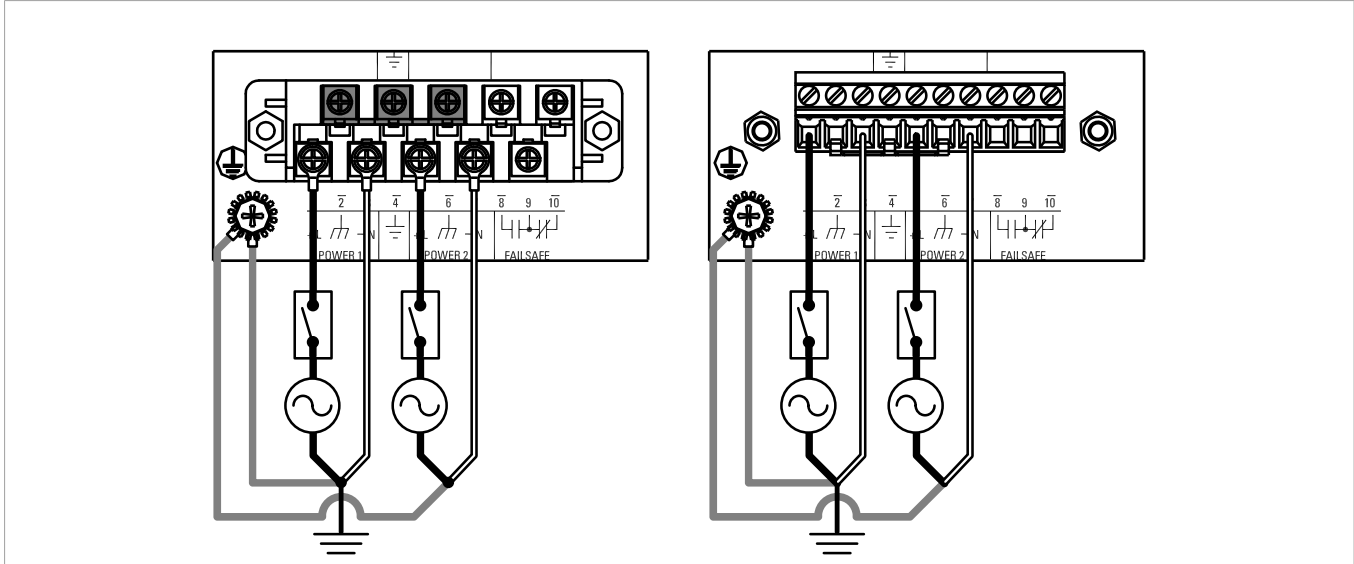 2 4 6 8 9 10
+L -N +L -N
POWER 1 POWER 2 FAILSAFE
2 4 6 8 9 10
L N +L -N
POWER 1 POWER 2 FAILSAFE